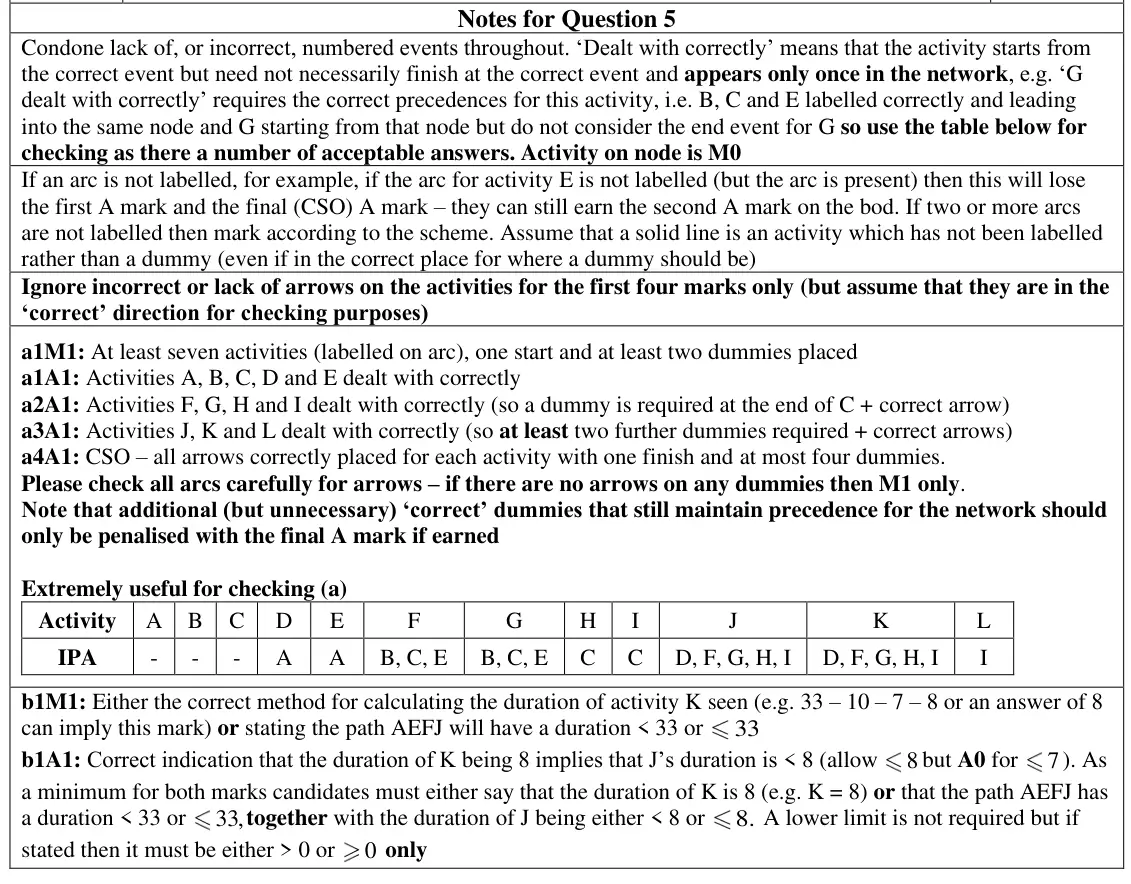 Notes for Question 5
Condone lack of, or incorrect, numbered events throughout. ‘Dealt with correctly’ means that the activity starts from
the correct event but need not necessarily finish at the correct event and appears only once in the network, e.g. ‘G
dealt with correctly’ requires the correct precedences for this activity, i.e. B, C and E labelled correctly and leading
into the same node and G starting from that node but do not consider the end event for G so use the table below for
checking as there a number of acceptable answers. Activity on node is M0
If an arc is not labelled, for example, if the arc for activity E is not labelled (but the arc is present) then this will lose
the first A mark and the final (CSO) A mark – they can still earn the second A mark on the bod. If two or more arcs
are not labelled then mark according to the scheme. Assume that a solid line is an activity which has not been labelled
rather than a dummy (even if in the correct place for where a dummy should be)
Ignore incorrect or lack of arrows on the activities for the first four marks only (but assume that they are in the
‘correct’ direction for checking purposes)
a1M1: At least seven activities (labelled on arc), one start and at least two dummies placed
a1A1: Activities A, B, C, D and E dealt with correctly
a2A1: Activities F, G, H and I dealt with correctly (so a dummy is required at the end of C + correct arrow)
a3A1: Activities J, K and L dealt with correctly (so at least two further dummies required + correct arrows)
a4A1: CSO – all arrows correctly placed for each activity with one finish and at most four dummies.
Please check all arcs carefully for arrows – if there are no arrows on any dummies then M1 only.
Note that additional (but unnecessary) ‘correct’ dummies that still maintain precedence for the network should
only be penalised with the final A mark if earned
Extremely useful for checking (a)
Activity A B C D E F G H I J K L
IPA - - - A A B, C, E B, C, E C C D, F, G, H, I D, F, G, H, I I
b1M1: Either the correct method for calculating the duration of activity K seen (e.g. 33 – 10 – 7 – 8 or an answer of 8
can imply this mark) or stating the path AEFJ will have a duration < 33 or ⩽ 33
b1A1: Correct indication that the duration of K being 8 implies that J’s duration is < 8 (allow ⩽ 8 but A0 for ⩽ 7 ). As
a minimum for both marks candidates must either say that the duration of K is 8 (e.g. K = 8) or that the path AEFJ has
a duration < 33 or ⩽ 33, together with the duration of J being either < 8 or ⩽ 8. A lower limit is not required but if
stated then it must be either > 0 or ⩾ 0 only